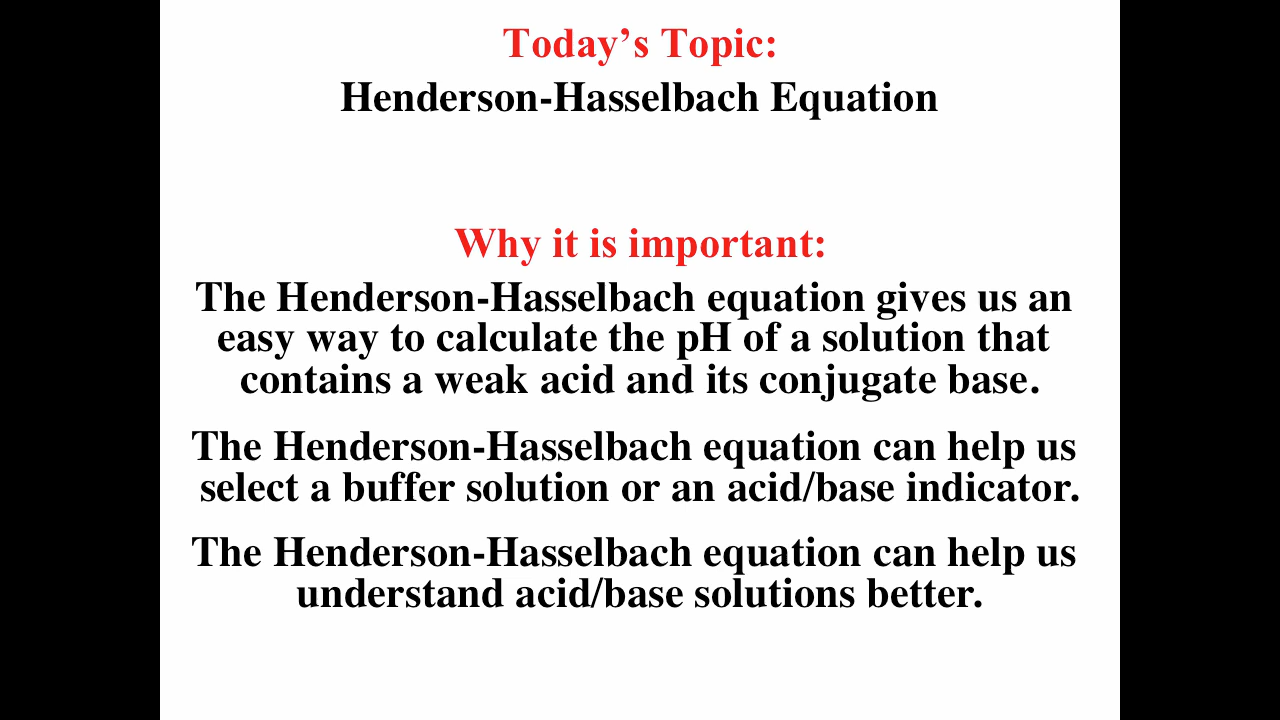 Today’s Topic:
Henderson-Hasselbach Equation
Why it is important:
The Henderson-Hasselbach equation gives us an
easy way to calculate the pH of a solution that
contains a weak acid and its conjugate base.
The Henderson-Hasselbach equation can help us
select a buffer solution or an acid/base indicator.
The Henderson-Hasselbach equation can help us
understand acid/base solutions better.